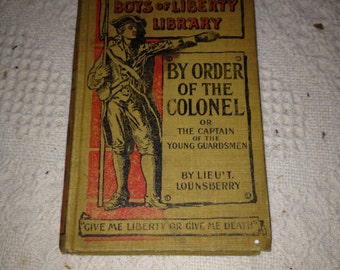 BOYS OF LIBERTY
LIBRARY
BY ORDER
OF THE
COLONEL
OR
THE CAPTAIN
OF THE
YOUNG GUARDSMEN
BY LIEU'T.
LOUNSBERRY
"GIVE ME LIBERTY OR GIVE ME DEATH"